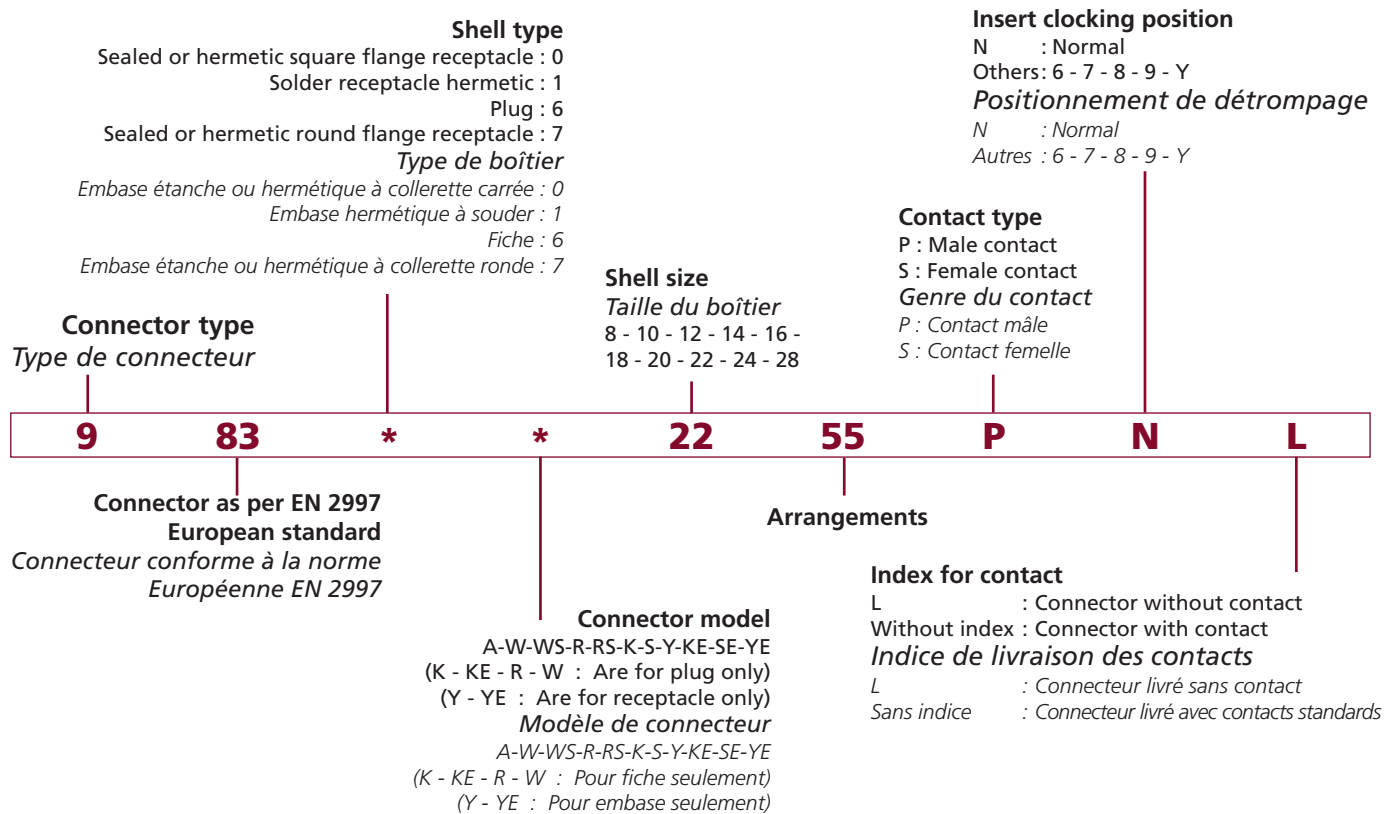 Shell type
Sealed or hermetic square flange receptacle : 0
Solder receptacle hermetic : 1
Plug : 6
Sealed or hermetic round flange receptacle : 7
Type de boîtier
Embase étanche ou hermétique à collerette carrée : 0
Embase hermétique à souder : 1
Fiche : 6
Embase étanche ou hermétique à collerette ronde : 7
Insert clocking position
N : Normal
Others: 6 - 7 - 8 - 9 - Y
Positionnement de détrompage
N : Normal
Autres : 6 - 7 - 8 - 9 - Y
Contact type
P : Male contact
S : Female contact
Genre du contact
P : Contact mâle
S : Contact femelle
Shell size
Taille du boîtier
8 - 10 - 12 - 14 - 16 -
18 - 20 - 22 - 24 - 28
Connector type
Type de connecteur
9 83 * * 22 55 P N L
Connector as per EN 2997
European standard
Connecteur conforme à la norme
Européenne EN 2997
Arrangements
Connector model
A-W-WS-R-RS-K-S-Y-KE-SE-YE
(K - KE - R - W : Are for plug only)
(Y - YE : Are for receptacle only)
Modèle de connecteur
A-W-WS-R-RS-K-S-Y-KE-SE-YE
(K - KE - R - W : Pour fiche seulement)
(Y - YE : Pour embase seulement)
Index for contact
L : Connector without contact
Without index : Connector with contact
Indice de livraison des contacts
L : Connecteur livré sans contact
Sans indice : Connecteur livré avec contacts standards